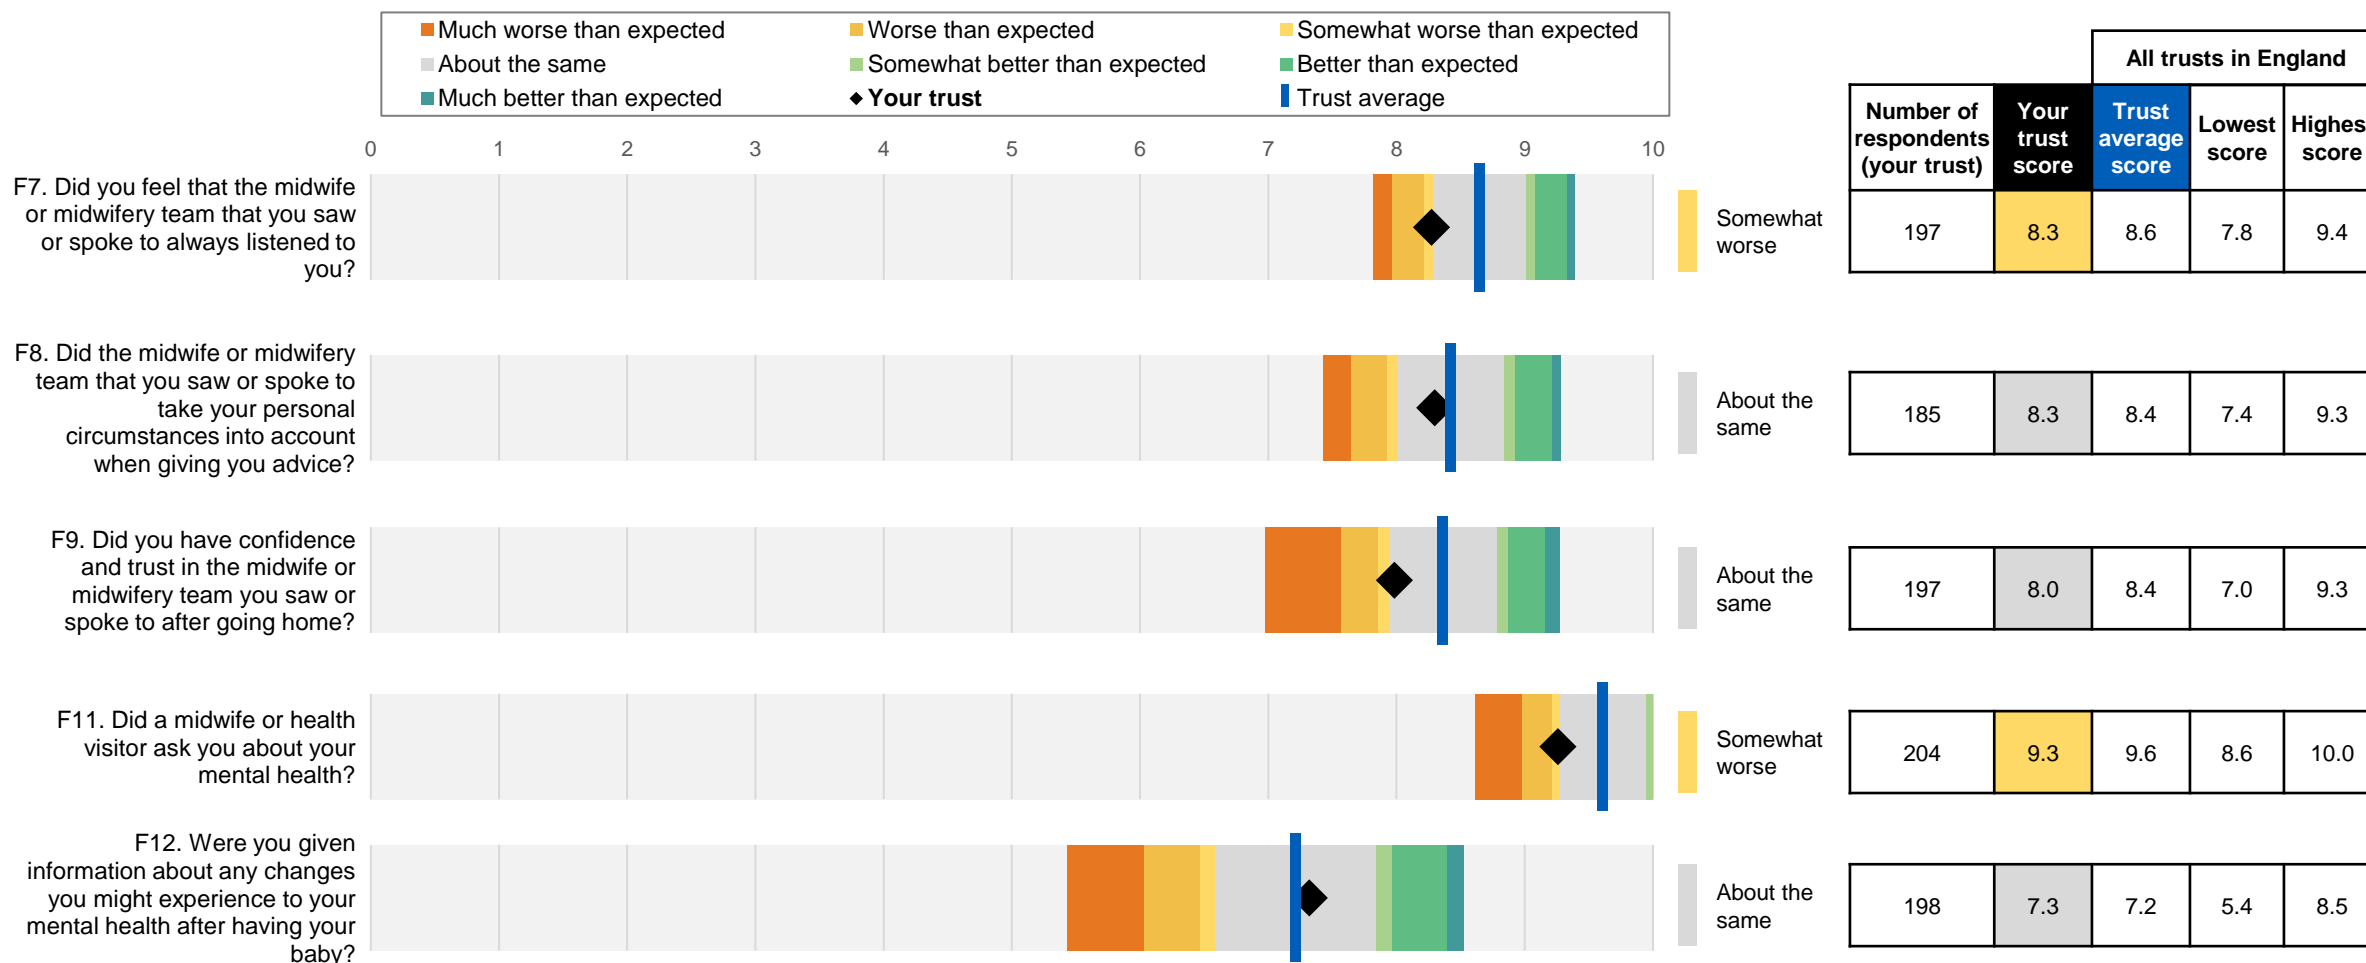 Much worse than expected
Worse than expected
Somewhat worse than expected
About the same
Somewhat better than expected
Better than expected
Much better than expected
Your trust
Trust average
All trusts in England
Number of respondents (your trust)
Your trust score
Trust average score
Lowest score
Highes score
0 1 2 3 4 5 6 7 8 9 10
F7. Did you feel that the midwife
or midwifery team that you saw
or spoke to always listened to
you?
Somewhat
worse
197 8.3 8.6 7.8 9.4
F8. Did the midwife or midwifery
team that you saw or spoke to
take your personal
circumstances into account
when giving you advice?
About the
same
185 8.3 8.4 7.4 9.3
F9. Did you have confidence
and trust in the midwife or
midwifery team you saw or
spoke to after going home?
About the
same
197 8.0 8.4 7.0 9.3
F11. Did a midwife or health
visitor ask you about your
mental health?
Somewhat
worse
204 9.3 9.6 8.6 10.0
F12. Were you given
information about any changes
you might experience to your
mental health after having your
baby?
About the
same
198 7.3 7.2 5.4 8.5